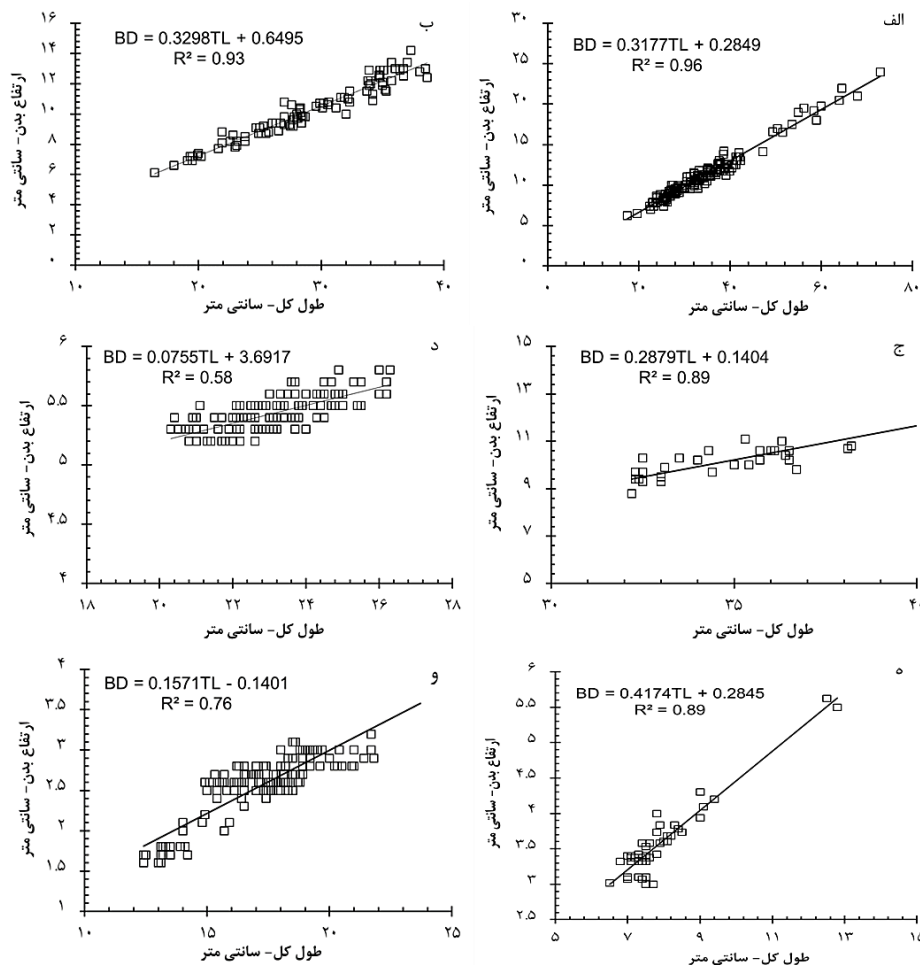 الف
BD = 0.3177TL + 0.2849
R² = 0.96
ارتفاع بدن- سانتی متر
۳۰
۲۵
۲۰
۱۵
۱۰
۵
۰
۰ ۲۰ ۴۰ ۶۰ ۸۰
طول کل- سانتی متر
ب
BD = 0.3298TL + 0.6495
R² = 0.93
ارتفاع بدن- سانتی متر
۱۶
۱۴
۱۲
۱۰
۸
۶
۴
۲
۰
۱۰ ۲۰ ۳۰ ۴۰
طول کل- سانتی متر
ج
BD = 0.2879TL + 0.1404
R² = 0.89
ارتفاع بدن- سانتی متر
۱۵
۱۳
۱۱
۹
۷
۵
۳۰ ۳۵ ۴۰
طول کل- سانتی متر
د
BD = 0.0755TL + 3.6917
R² = 0.58
ارتفاع بدن- سانتی متر
۶
۵.۵
۵
۴.۵
۴
۱۸ ۲۰ ۲۲ ۲۴ ۲۶ ۲۸
طول کل- سانتی متر
ه
BD = 0.4174TL + 0.2845
R² = 0.89
ارتفاع بدن- سانتی متر
۶
۵.۵
۵
۴.۵
۴
۳.۵
۳
۲.۵
۵ ۷ ۹ ۱۱ ۱۳ ۱۵
طول کل- سانتی متر
و
BD = 0.1571TL - 0.1401
R² = 0.76
ارتفاع بدن- سانتی متر
۴
۳.۵
۳
۲.۵
۲
۱.۵
۱
۱۰ ۱۵ ۲۰ ۲۵
طول کل- سانتی متر